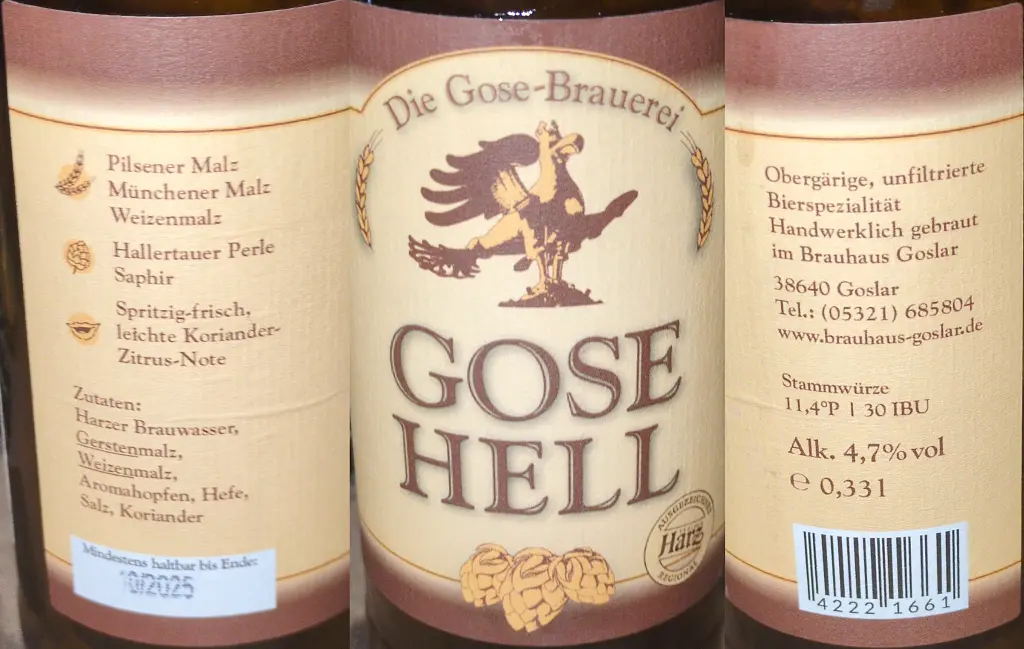 Pilsener Malz
Münchener Malz
Weizenmalz
Hallertauer Perle
Saphir
Spritzig-frisch,
leichte Koriander-
Zitrus-Note
Zutaten:
Harzer Brauwasser,
Gerstenmalz,
Weizenmalz,
Aromahopfen, Hefe,
Salz, Koriander
Mindestens haltbar bis Ende:
10/2025
Die Gose-Brauerei
GOSE
HELL
AUSGEZEICHNET
Harz
REGIONAL
Obergärige, unfiltrierte
Bierspezialität
Handwerklich gebraut
im Brauhaus Goslar
38640 Goslar
Tel.: (05321) 685804
www.brauhaus-goslar.de
Stammwürze
11,4°P | 30 IBU
Alk. 4,7% vol
℮ 0,33 l
4222 1661